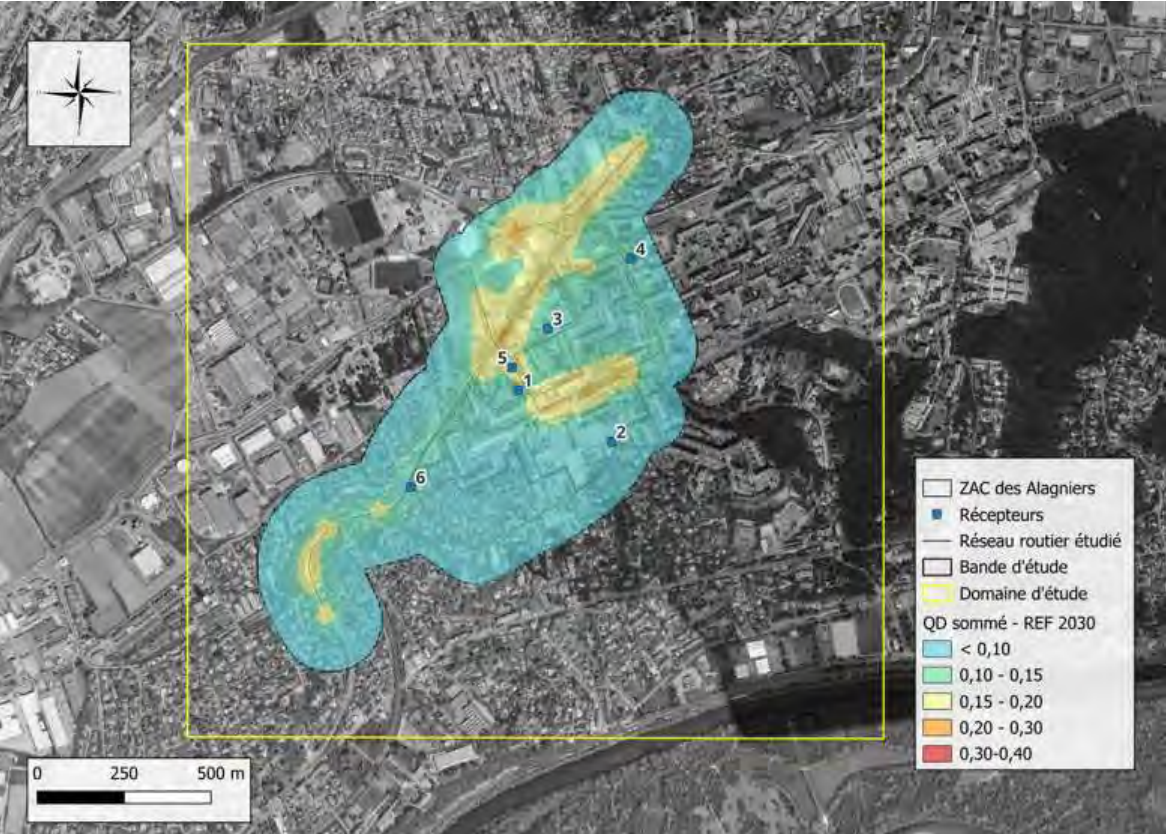 4
3
5
1
2
6
ZAC des Alagniers
Récepteurs
Réseau routier étudié
Bande d'étude
Domaine d'étude
QD sommé - REF 2030
< 0,10
0,10 - 0,15
0,15 - 0,20
0,20 - 0,30
0,30-0,40
0 250 500 m